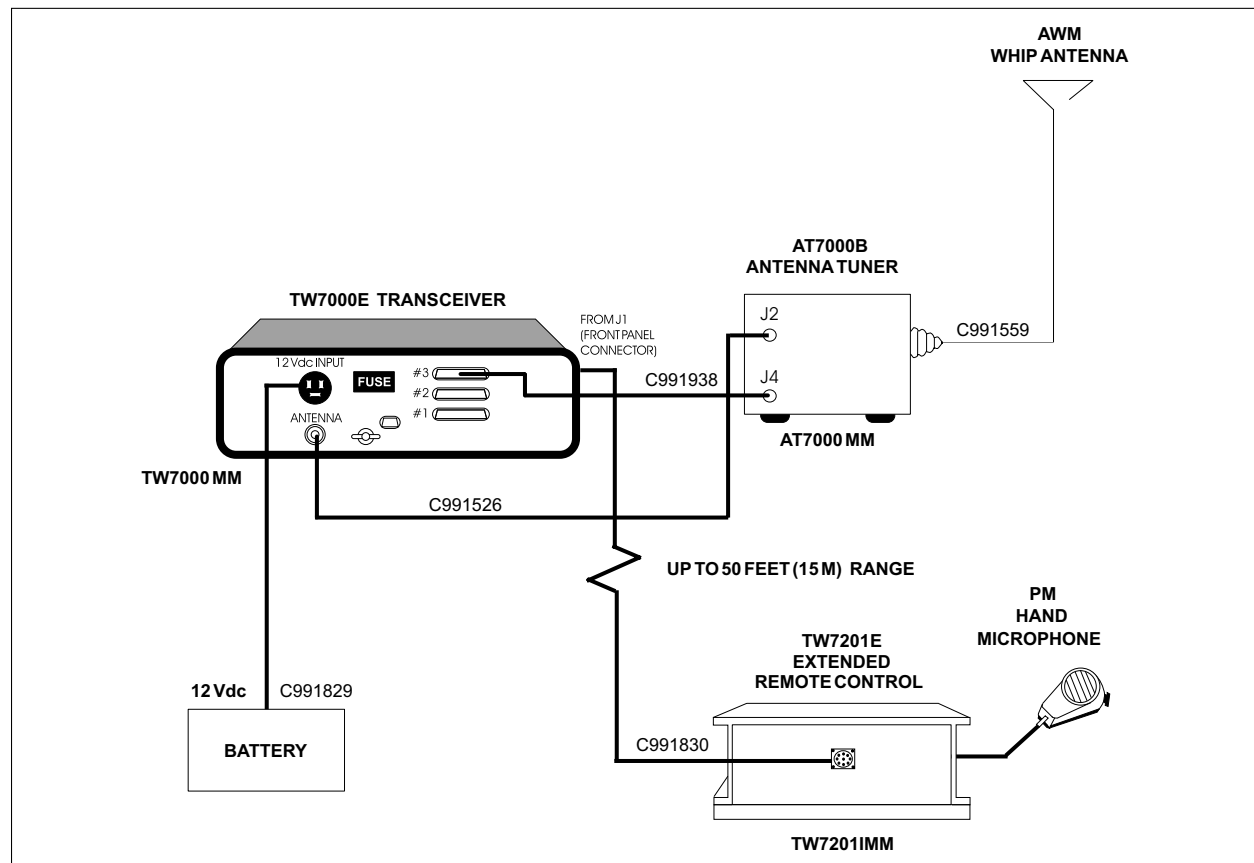 AWM
WHIP ANTENNA
AT7000B
ANTENNA TUNER
TW7000E TRANSCEIVER
FROM J1
(FRONT PANEL
CONNECTOR)
J2
C991559
12 Vdc INPUT
FUSE
#3
#2
#1
C991938
J4
ANTENNA
AT7000 MM
TW7000 MM
C991526
UP TO 50 FEET (15 M) RANGE
PM
HAND
MICROPHONE
TW7201E
EXTENDED
REMOTE CONTROL
12 Vdc
C991829
BATTERY
C991830
TW7201IMM